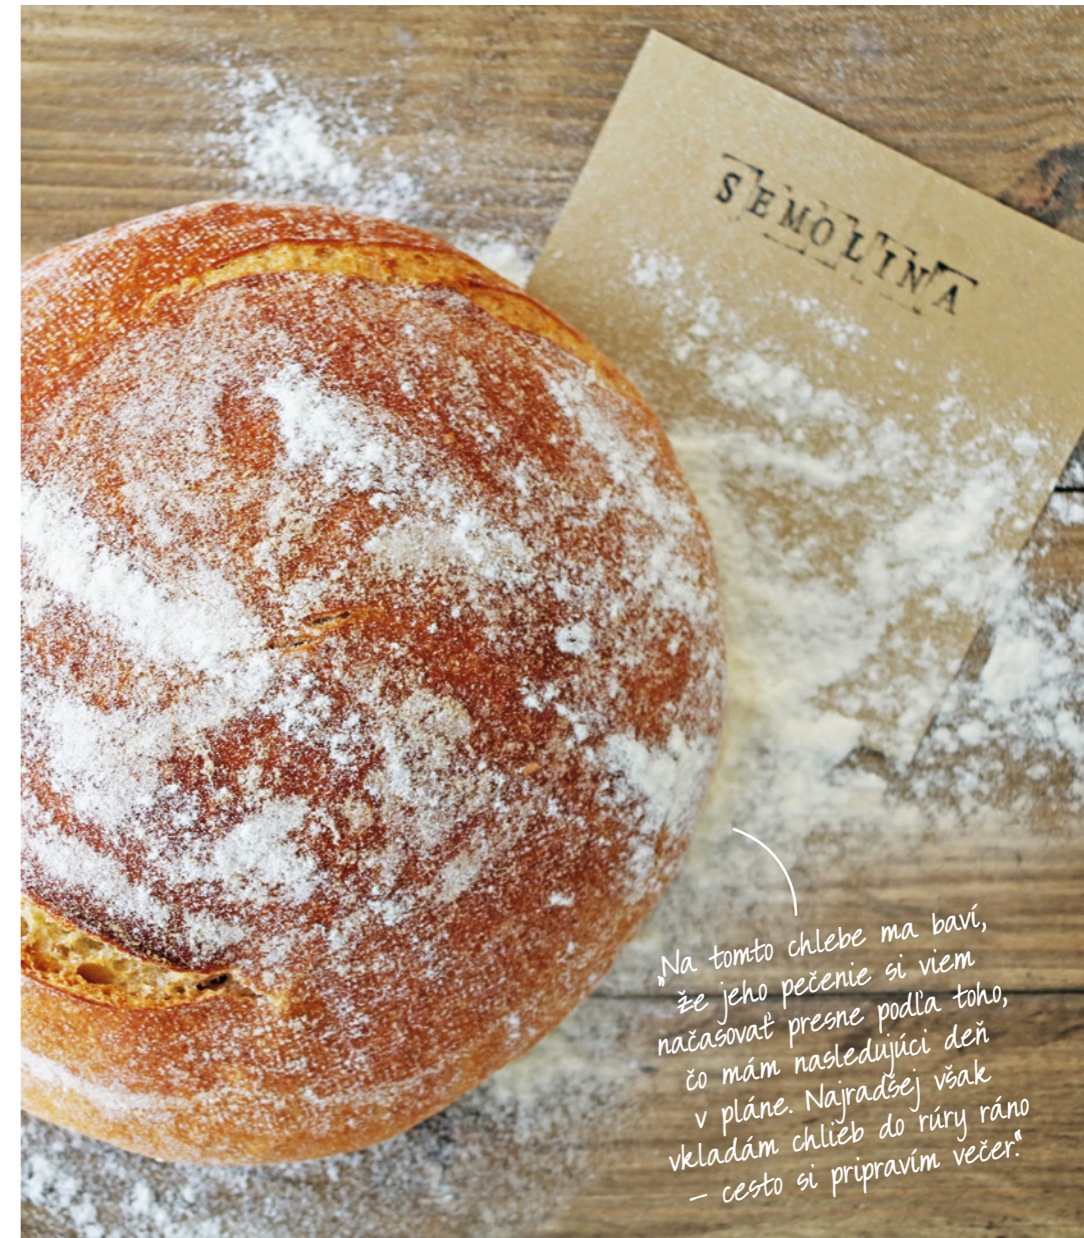 SEMOLINA
„Na tomto chlebe ma baví,
že jeho pečenie si viem
načasovať presne podľa toho,
čo mám nasledujúci deň
v pláne. Najradšej však
vkladám chlieb do rúry ráno
– cesto si pripravím večer.“